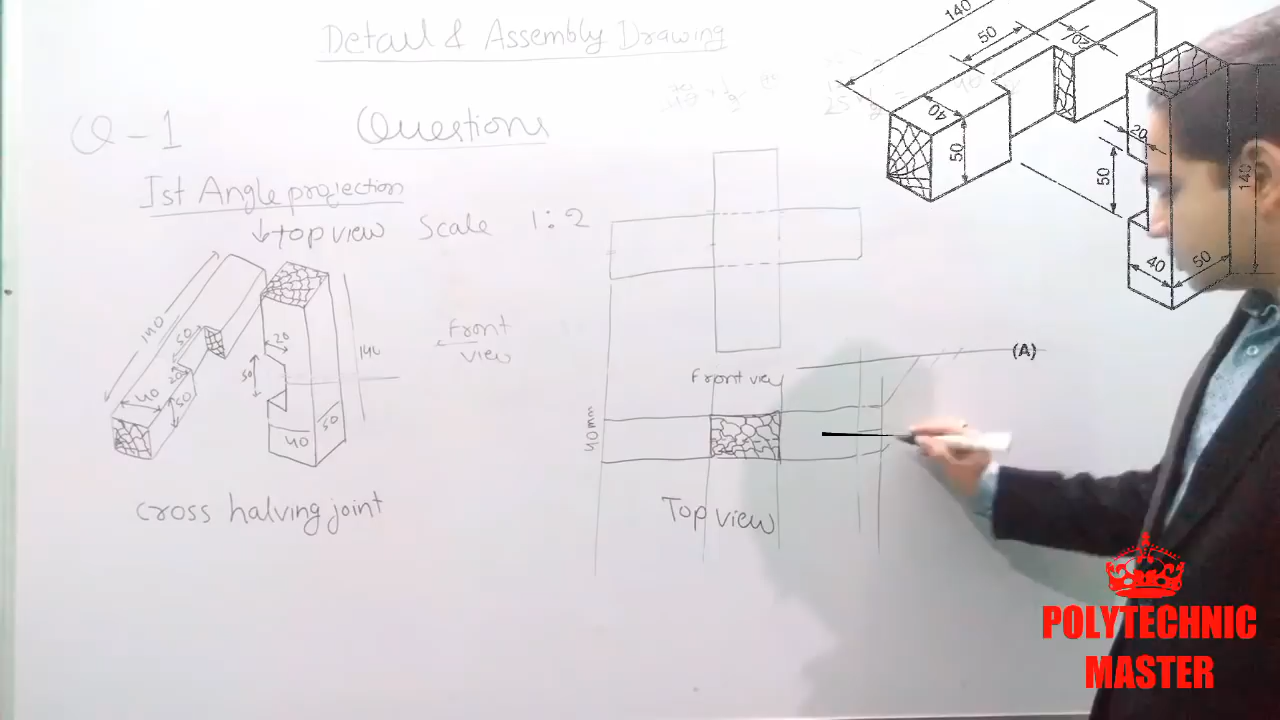 Detail & Assembly Drawing
Q-1
Questions
Ist Angle projection
↓ top view
Scale 1:2
140
50
20
40
50
20
50
140
40
50
Front
view
cross halving joint
Front view
40mm
Top view
140
50
20
40
50
20
50
140
40
50
(A)
POLYTECHNIC
MASTER